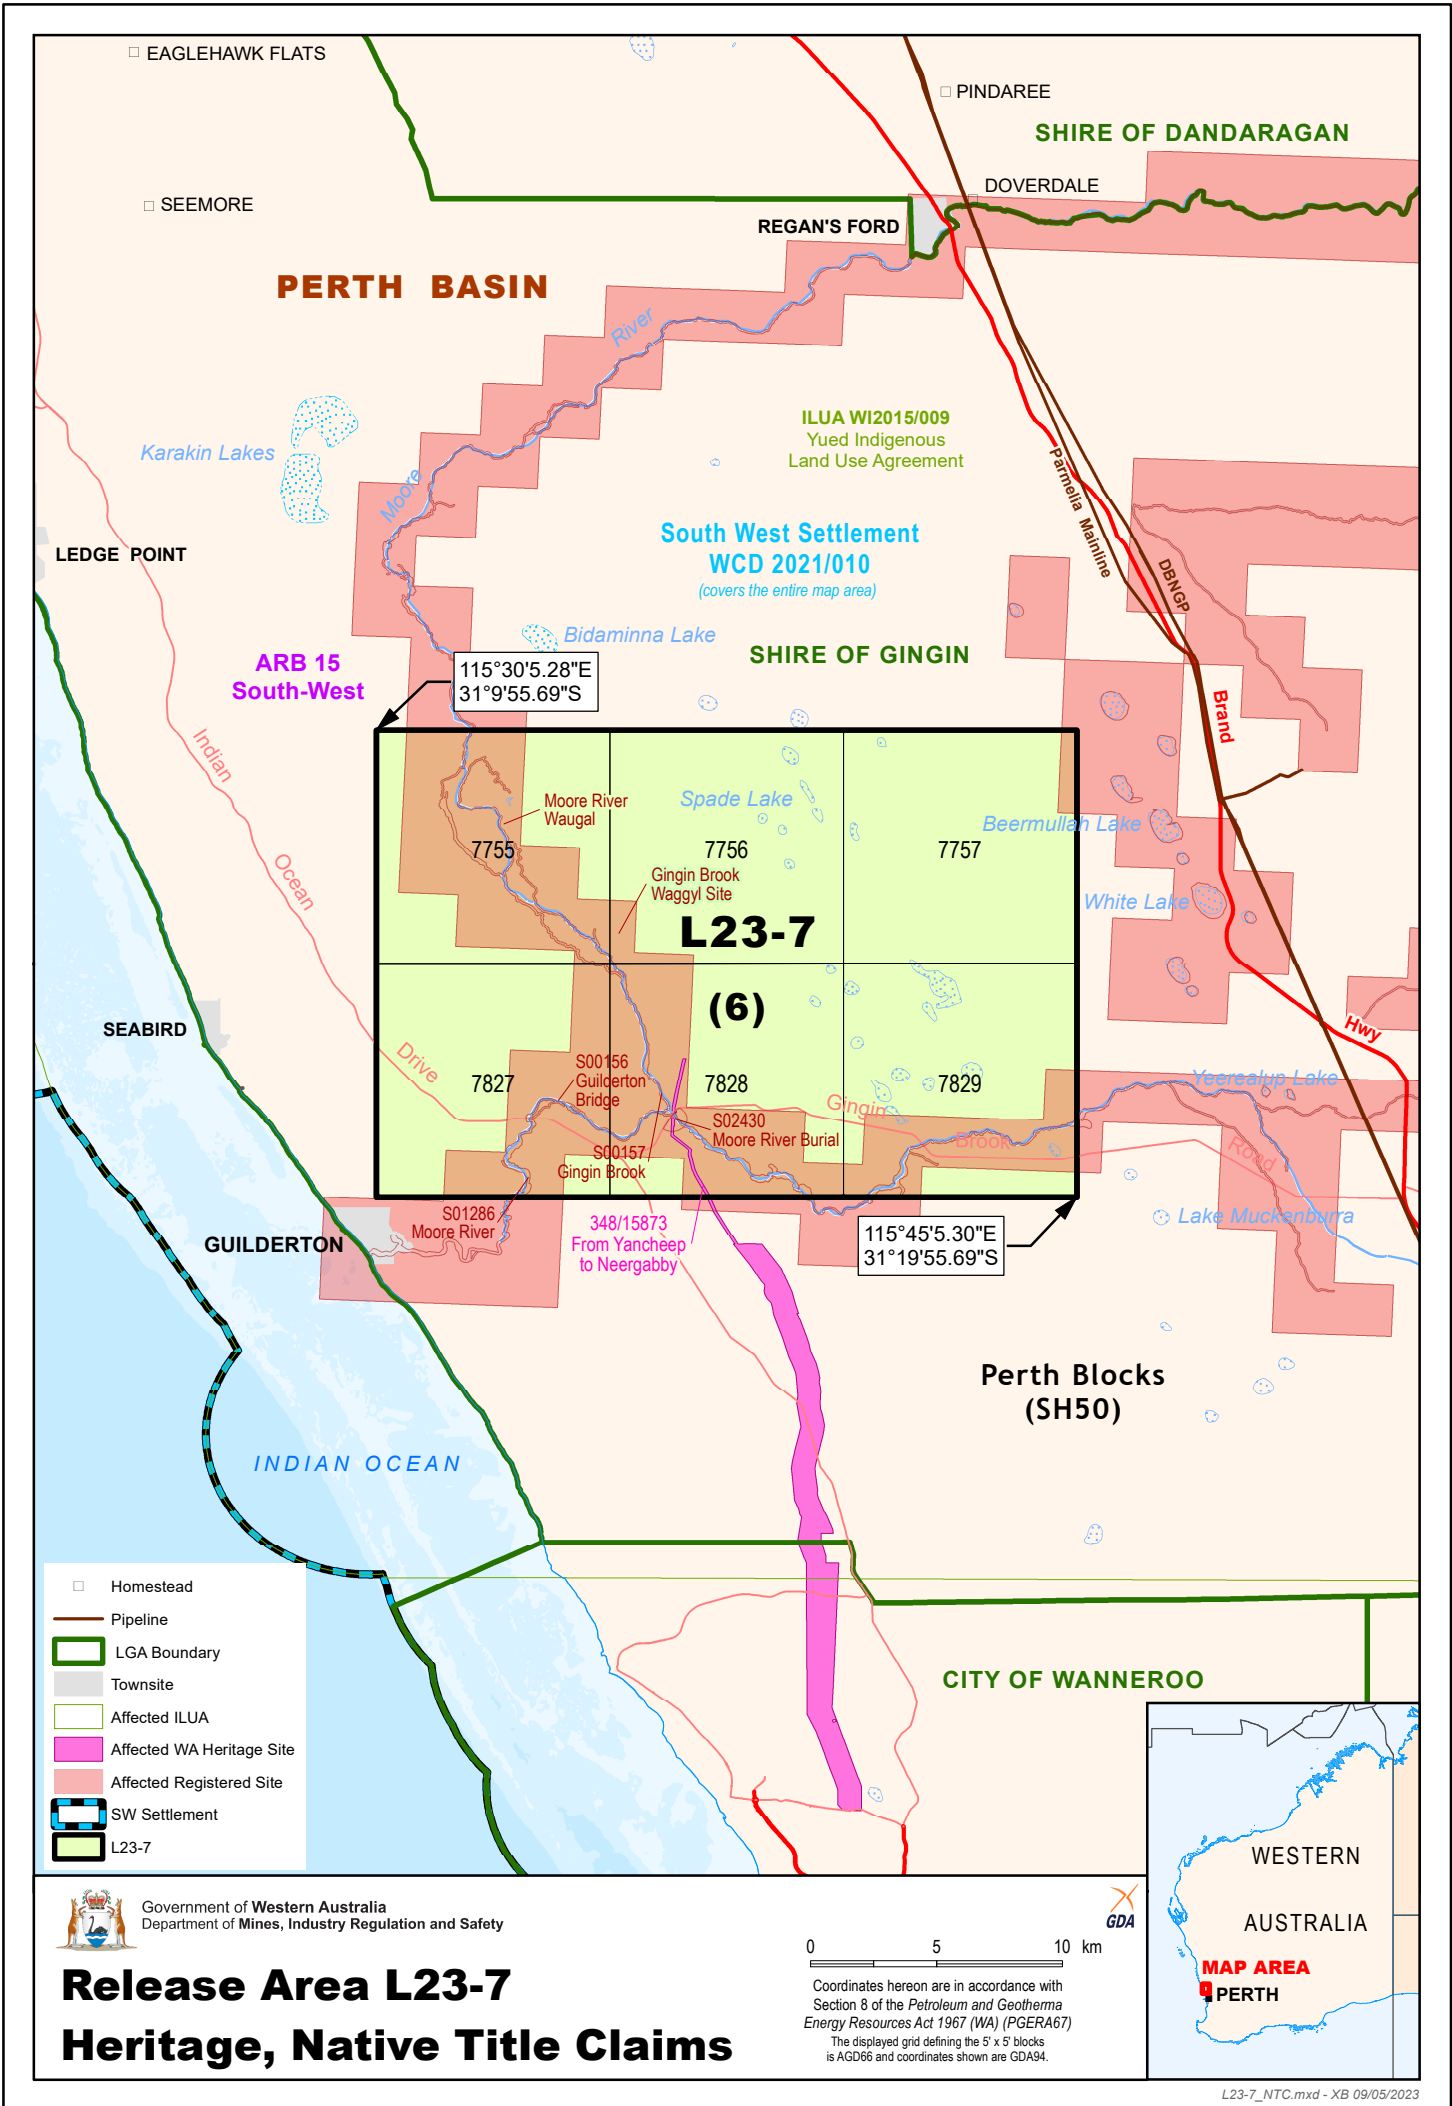 EAGLEHAWK FLATS
PINDAREE
SHIRE OF DANDARAGAN
DOVERDALE
SEEMORE
REGAN'S FORD
PERTH BASIN
River
ILUA WI2015/009
Yued Indigenous
Land Use Agreement
Karakin Lakes
Moore
Parmelia Mainline
South West Settlement
WCD 2021/010
(covers the entire map area)
LEDGE POINT
DBNGP
Bidaminna Lake
SHIRE OF GINGIN
ARB 15
South-West
115°30'5.28"E
31°9'55.69"S
Brand
Indian
Moore River
Waugal
Spade Lake
Beermullah Lake
7755
7756
7757
Ocean
Gingin Brook
Waggyl Site
White Lake
L23-7
(6)
SEABIRD
Hwy
Drive
S00156
Guilderton
Bridge
7827
7828
7829
Yeerealup Lake
Gingin
S02430
Moore River Burial
Brook
Road
S00157
Gingin Brook
S01286
Moore River
348/15873
From Yancheep
to Neergabby
Lake Muckenburra
GUILDERTON
115°45'5.30"E
31°19'55.69"S
Perth Blocks
(SH50)
INDIAN OCEAN
Homestead
Pipeline
LGA Boundary
Townsite
Affected ILUA
Affected WA Heritage Site
Affected Registered Site
SW Settlement
L23-7
CITY OF WANNEROO
WESTERN
AUSTRALIA
MAP AREA
PERTH
Government of Western Australia
Department of Mines, Industry Regulation and Safety
GDA
0 5 10 km
Release Area L23-7
Heritage, Native Title Claims
Coordinates hereon are in accordance with
Section 8 of the Petroleum and Geotherma
Energy Resources Act 1967 (WA) (PGERA67)
The displayed grid defining the 5' x 5' blocks
is AGD66 and coordinates shown are GDA94.
L23-7_NTC.mxd - XB 09/05/2023